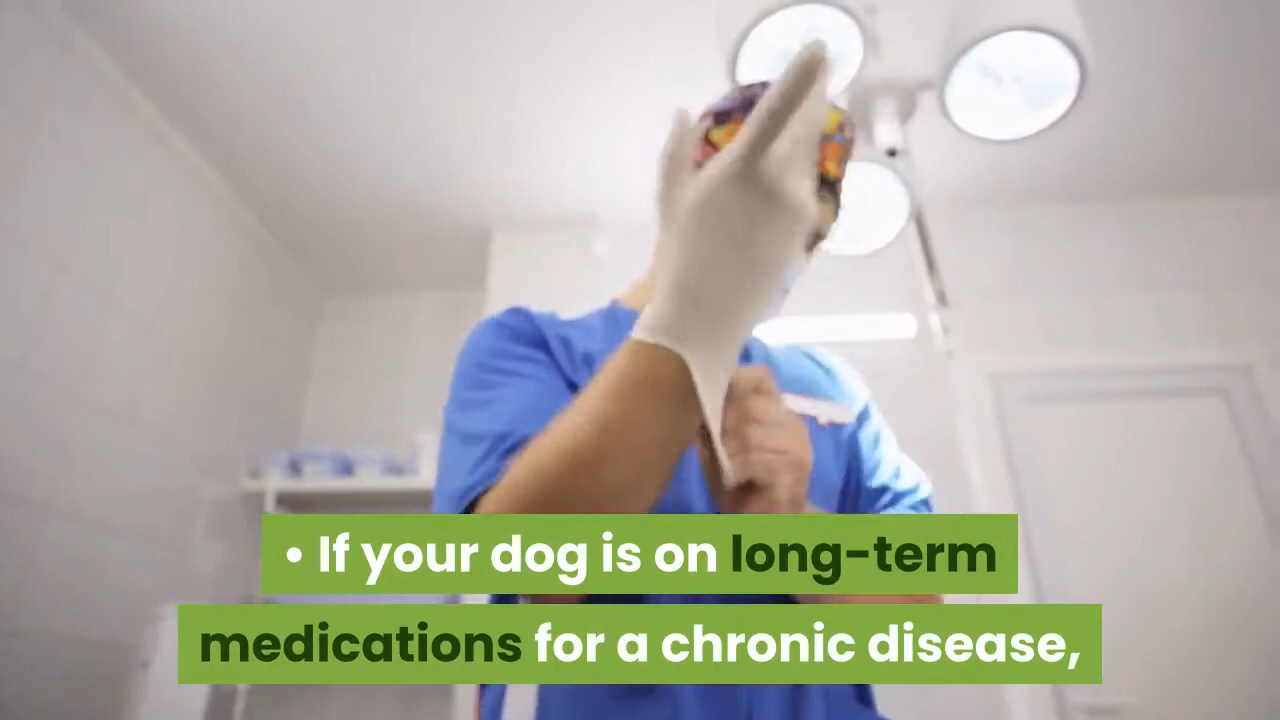 • If your dog is on long-term
medications for a chronic disease,